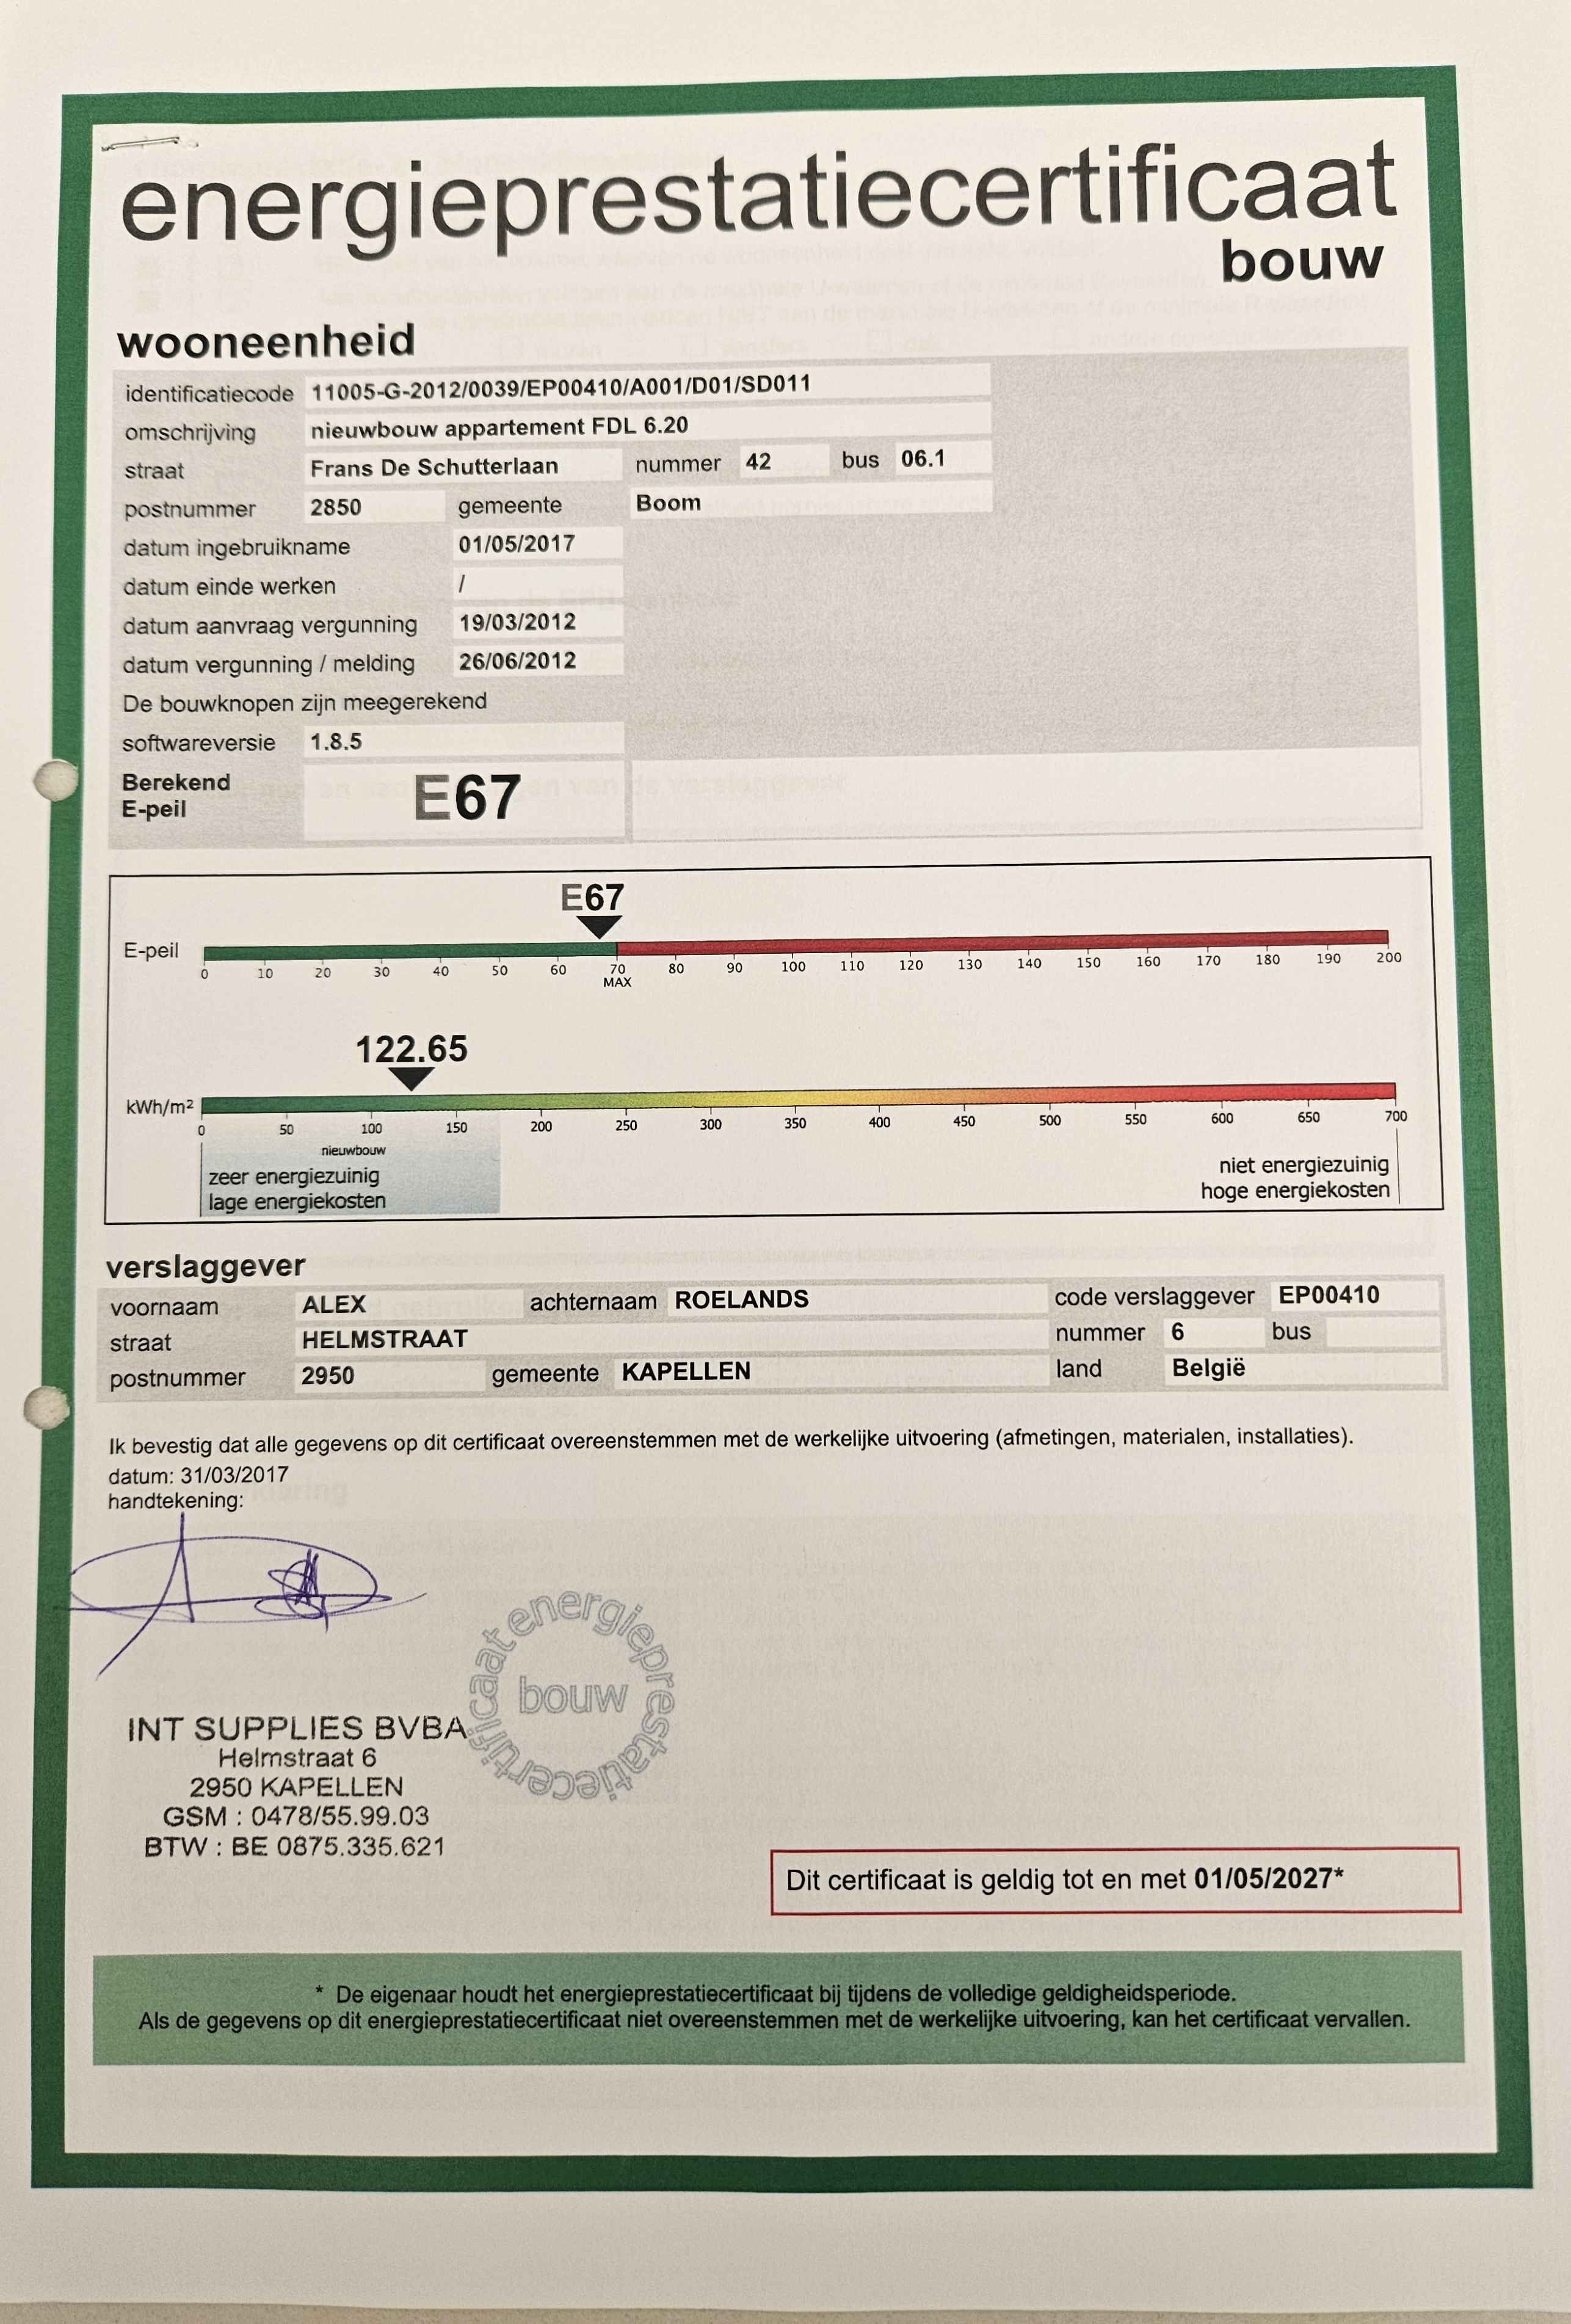 energieprestatiecertificaat
bouw
wooneenheid
identificatiecode 11005-G-2012/0039/EP00410/A001/D01/SD011
omschrijving nieuwbouw appartement FDL 6.20
straat Frans De Schutterlaan nummer 42 bus 06.1
postnummer 2850 gemeente Boom
datum ingebruikname 01/05/2017
datum einde werken /
datum aanvraag vergunning 19/03/2012
datum vergunning / melding 26/06/2012
De bouwknopen zijn meegerekend
softwareversie 1.8.5
Berekend
E-peil
E67
E67
E-peil
0 10 20 30 40 50 60 70 80 90 100 110 120 130 140 150 160 170 180 190 200
MAX
122.65
kWh/m²
0 50 100 150 200 250 300 350 400 450 500 550 600 650 700
nieuwbouw
zeer energiezuinig niet energiezuinig
lage energiekosten hoge energiekosten
verslaggever
voornaam ALEX achternaam ROELANDS code verslaggever EP00410
straat HELMSTRAAT nummer 6 bus
postnummer 2950 gemeente KAPELLEN land België
Ik bevestig dat alle gegevens op dit certificaat overeenstemmen met de werkelijke uitvoering (afmetingen, materialen, installaties).
datum: 31/03/2017
handtekening:
energieprestatiecertificaat
bouw
INT SUPPLIES BVBA
Helmstraat 6
2950 KAPELLEN
GSM : 0478/55.99.03
BTW : BE 0875.335.621
Dit certificaat is geldig tot en met 01/05/2027*
* De eigenaar houdt het energieprestatiecertificaat bij tijdens de volledige geldigheidsperiode.
Als de gegevens op dit energieprestatiecertificaat niet overeenstemmen met de werkelijke uitvoering, kan het certificaat vervallen.